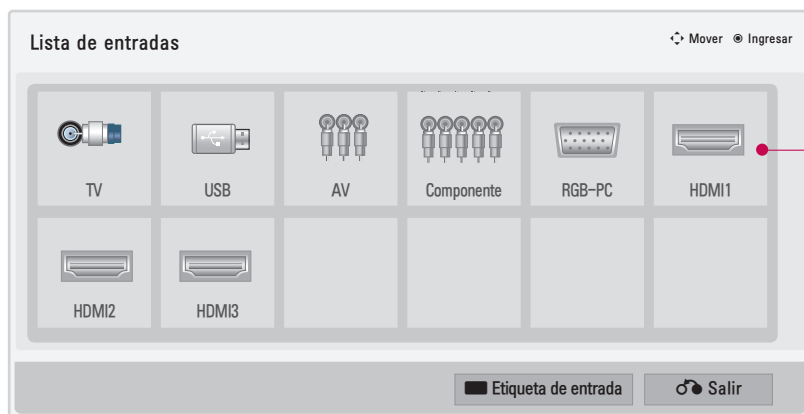 Lista de entradas
Mover Ingresar
TV USB AV Componente RGB-PC HDMI1
HDMI2 HDMI3
Etiqueta de entrada Salir